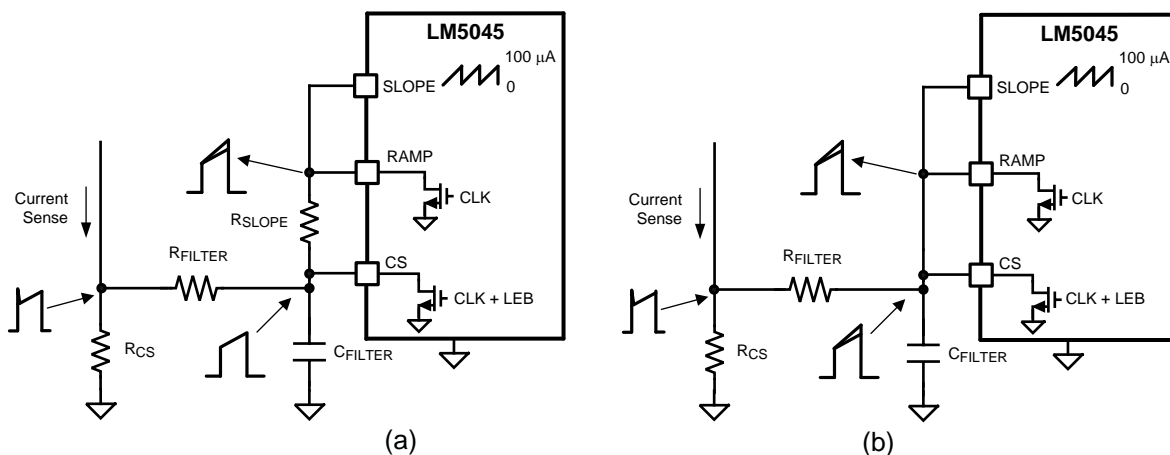 LM5045
100 μA
SLOPE
0
RAMP
Current
Sense
CLK
RSLOPE
RFILTER
CS
CLK + LEB
RCS
CFILTER
(a)
LM5045
100 μA
SLOPE
0
RAMP
Current
Sense
CLK
RFILTER
CS
CLK + LEB
RCS
CFILTER
(b)